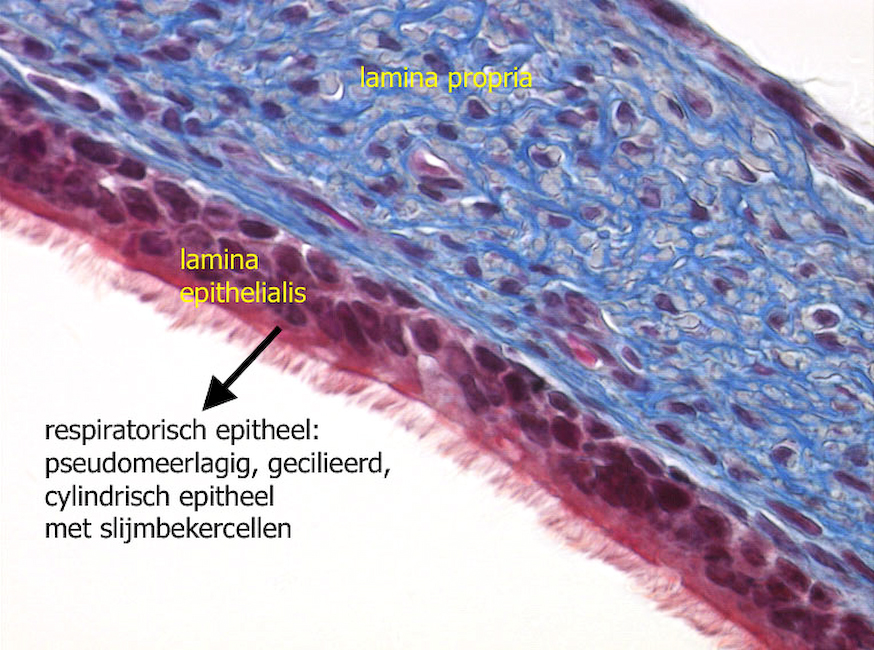 lamina propria
lamina
epithelialis
respiratorisch epitheel:
pseudomeerlagig, gecilieerd,
cylindrisch epitheel
met slijmbekercellen